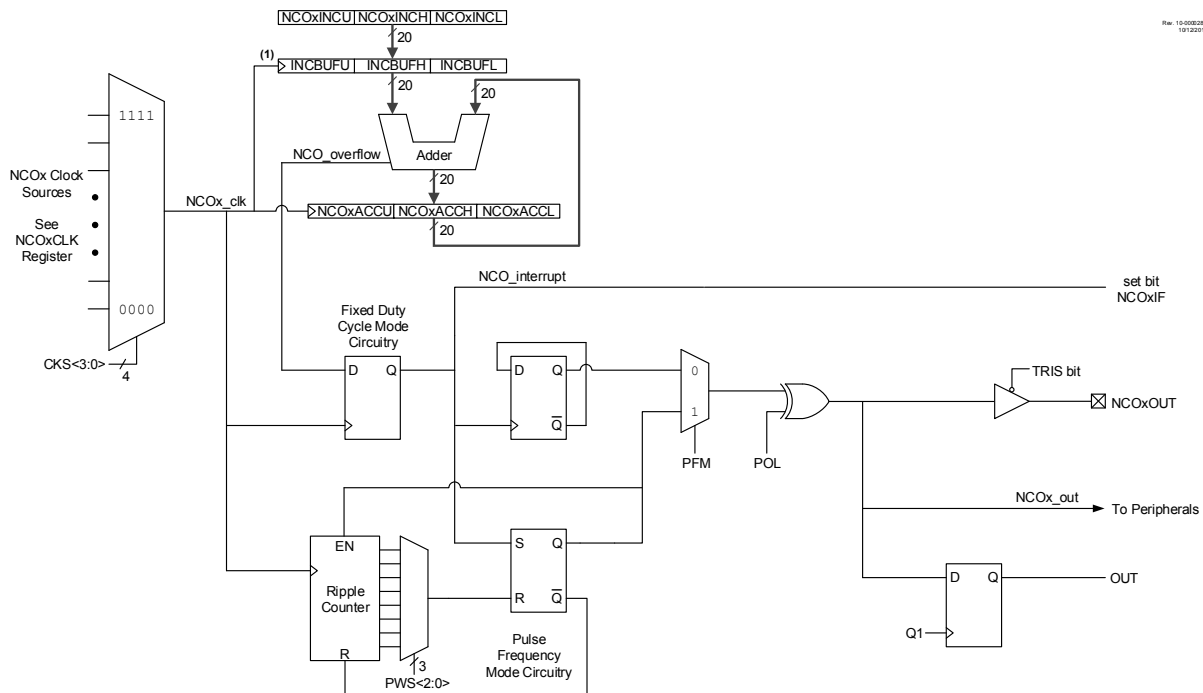 NCOxINCU NCOxINCH NCOxINCL
20
Rev. 10-000028
(1)
INCBUFU INCBUFH INCBUFL
20
20
1111
Adder
NCO_overflow
NCOx Clock
Sources
See
NCOxCLK
Register
NCOx_clk
20
NCOxACCU NCOxACCH NCOxACCL
20
NCO_interrupt
set bit
NCOxIF
0000
Fixed Duty
Cycle Mode
Circuitry
CKS<3:0>
4
D Q
D Q
Q
0
1
PFM
POL
TRIS bit
NCOxOUT
NCOx_out
To Peripherals
EN
Ripple
Counter
R
3
PWS<2:0>
S Q
R Q
Pulse
Frequency
Mode Circuitry
D Q
OUT
Q1